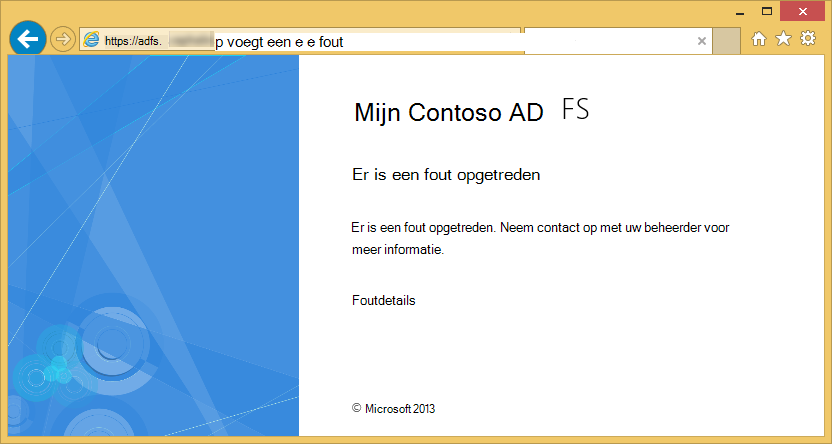 https://adfs. p voegt een e e fout
Mijn Contoso AD FS
Er is een fout opgetreden
Er is een fout opgetreden. Neem contact op met uw beheerder voor
meer informatie.
Foutdetails
© Microsoft 2013